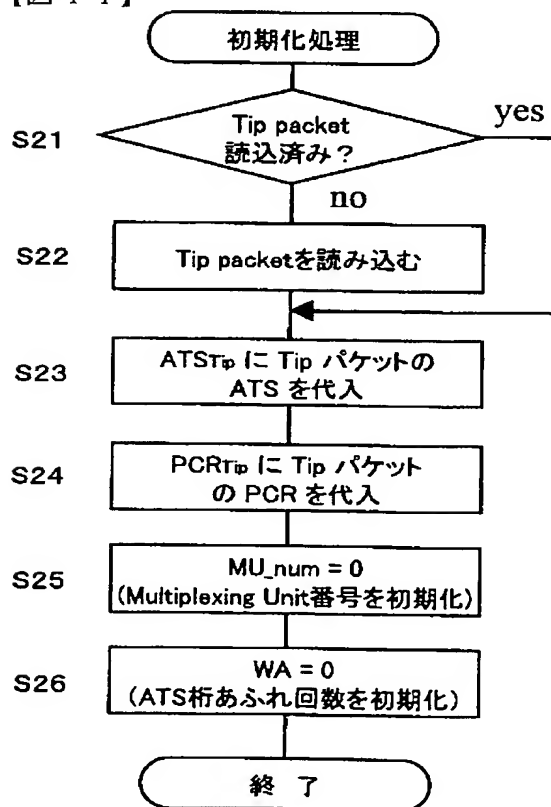 初期化処理
S21
Tip packet
読込済み?
yes
no
S22
Tip packetを読み込む
S23
ATSTip に Tip パケットの
ATS を代入
S24
PCRTip に Tip パケット
の PCR を代入
S25
MU_num = 0
(Multiplexing Unit番号を初期化)
S26
WA = 0
(ATS桁あふれ回数を初期化)
終 了